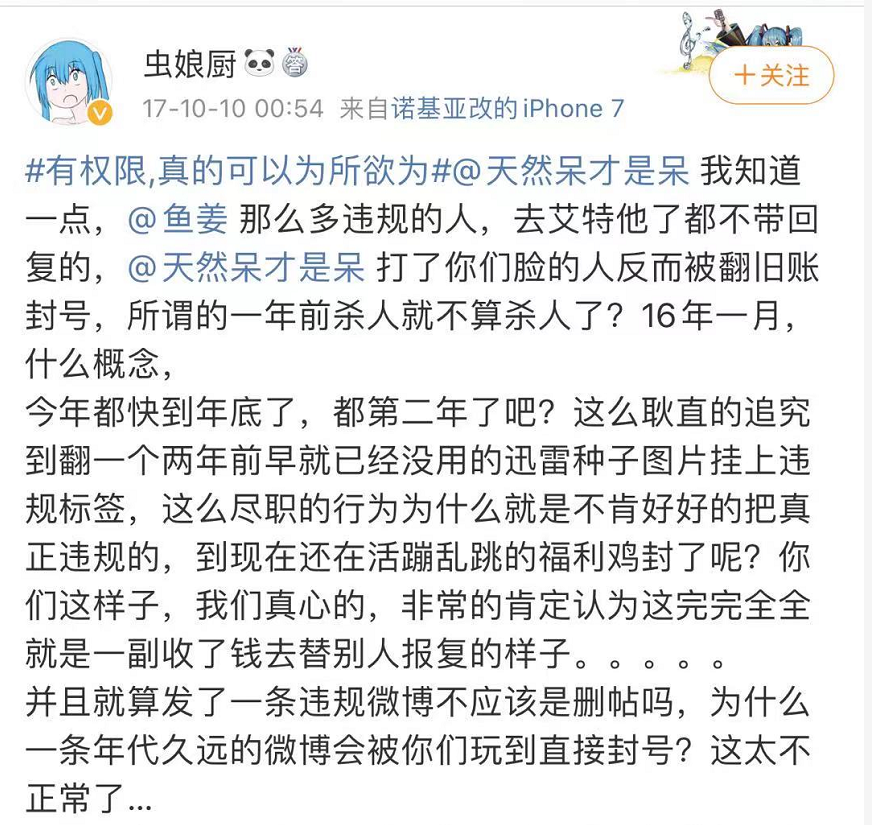 虫娘厨
答
17-10-10 00:54 来自诺基亚改的iPhone 7
+关注
#有权限,真的可以为所欲为#@天然呆才是呆 我知道
一点，@鱼姜 那么多违规的人，去艾特他了都不带回
复的，@天然呆才是呆 打了你们脸的人反而被翻旧账
封号，所谓的一年前杀人就不算杀人了？16年一月，
什么概念，
今年都快到年底了，都第二年了吧？这么耿直的追究
到翻一个两年前早就已经没用的迅雷种子图片挂上违
规标签，这么尽职的行为为什么就是不肯好好的把真
正违规的，到现在还在活蹦乱跳的福利鸡封了呢？你
们这样子，我们真心的，非常的肯定认为这完完全全
就是一副收了钱去替别人报复的样子。。。。。
并且就算发了一条违规微博不应该是删帖吗，为什么
一条年代久远的微博会被你们玩到直接封号？这太不
正常了...